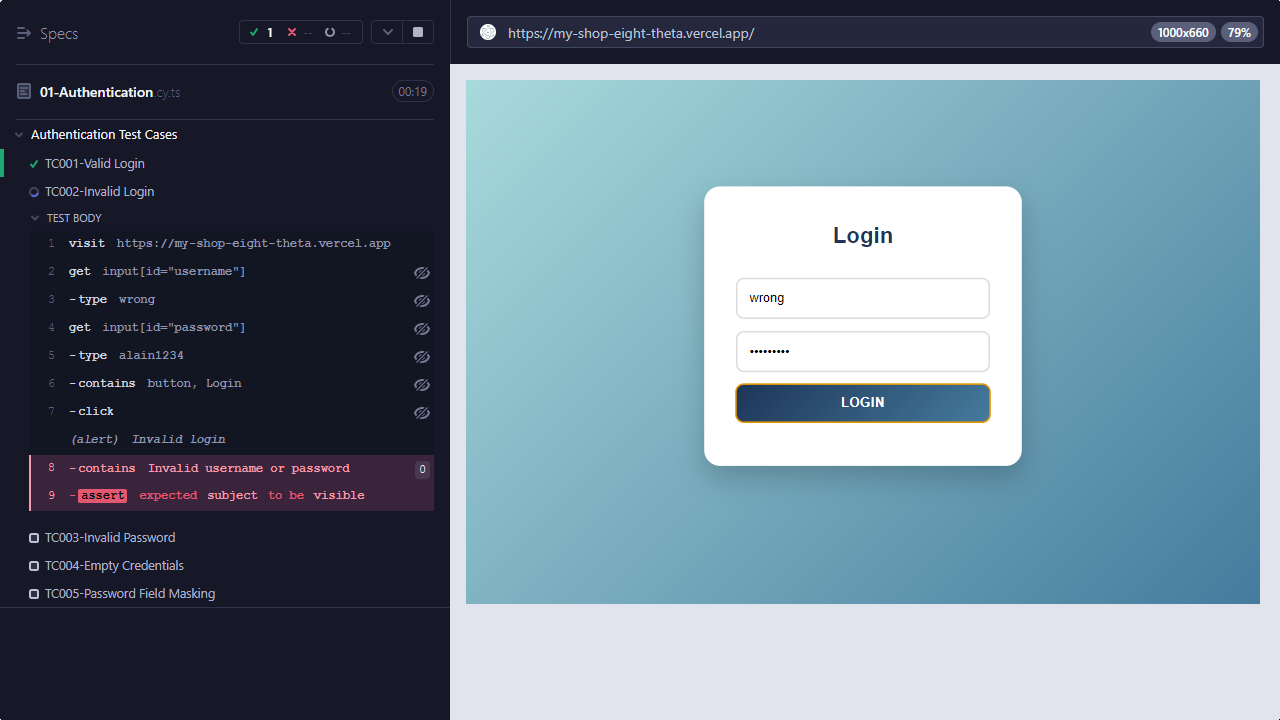 Specs
1 -- --
https://my-shop-eight-theta.vercel.app/
1000x660 79%
01-Authentication.cy.ts
00:19
Authentication Test Cases
TC001-Valid Login
TC002-Invalid Login
TEST BODY
1 visit https://my-shop-eight-theta.vercel.app
2 get input[id="username"]
3 -type wrong
4 get input[id="password"]
5 -type alain1234
6 -contains button, Login
7 -click
(alert) Invalid login
8 -contains Invalid username or password 0
9 -assert expected subject to be visible
TC003-Invalid Password
TC004-Empty Credentials
TC005-Password Field Masking
Login
wrong
•••••••••
LOGIN